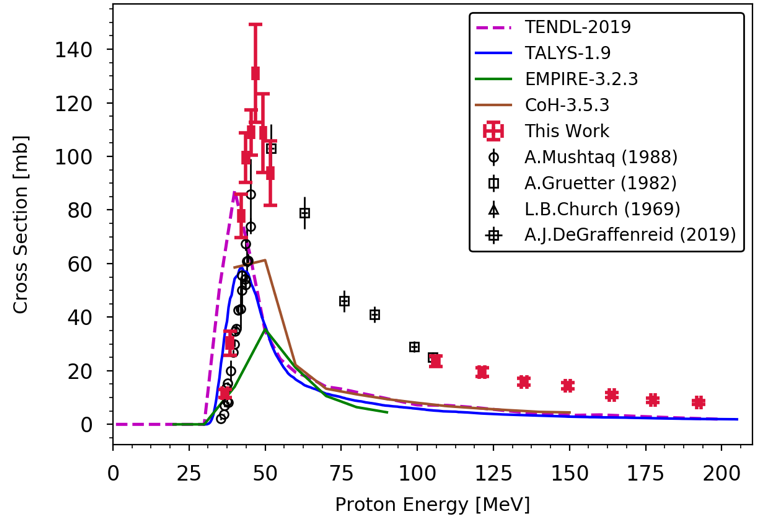 140
120
100
80
60
40
20
0
Cross Section [mb]
0 25 50 75 100 125 150 175 200
Proton Energy [MeV]
TENDL-2019
TALYS-1.9
EMPIRE-3.2.3
CoH-3.5.3
This Work
A.Mushtaq (1988)
A.Gruetter (1982)
L.B.Church (1969)
A.J.DeGraffenreid (2019)